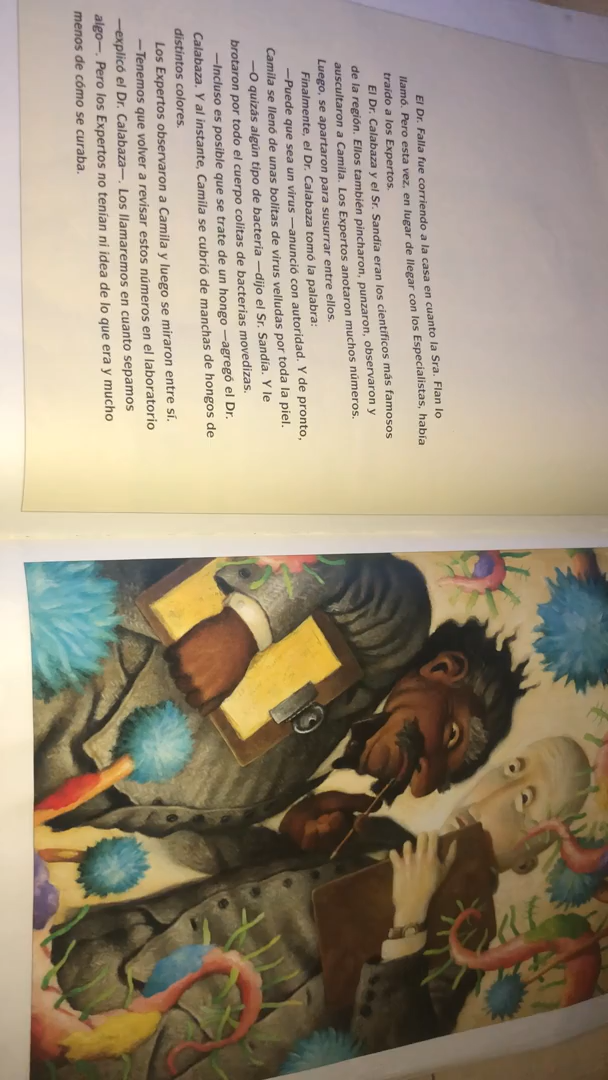 El Dr. Falla fue corriendo a la casa en cuanto la Sra. Flan lo
llamó. Pero esta vez, en lugar de llegar con los Especialistas, había
traído a los Expertos.
El Dr. Calabaza y el Sr. Sandía eran los científicos más famosos
de la región. Ellos también pincharon, punzaron, observaron y
auscultaron a Camila. Los Expertos anotaron muchos números.
Luego, se apartaron para susurrar entre ellos.
Finalmente, el Dr. Calabaza tomó la palabra:
—Puede que sea un virus —anunció con autoridad. Y de pronto,
Camila se llenó de unas bolitas de virus velludas por toda la piel.
—O quizás algún tipo de bacteria —dijo el Sr. Sandía. Y le
brotaron por todo el cuerpo colitas de bacterias movedizas.
—Incluso es posible que se trate de un hongo —agregó el Dr.
Calabaza. Y al instante, Camila se cubrió de manchas de hongos de
distintos colores.
Los Expertos observaron a Camila y luego se miraron entre sí.
—Tenemos que volver a revisar estos números en el laboratorio
—explicó el Dr. Calabaza—. Los llamaremos en cuanto sepamos
algo—. Pero los Expertos no tenían ni idea de lo que era y mucho
menos de cómo se curaba.